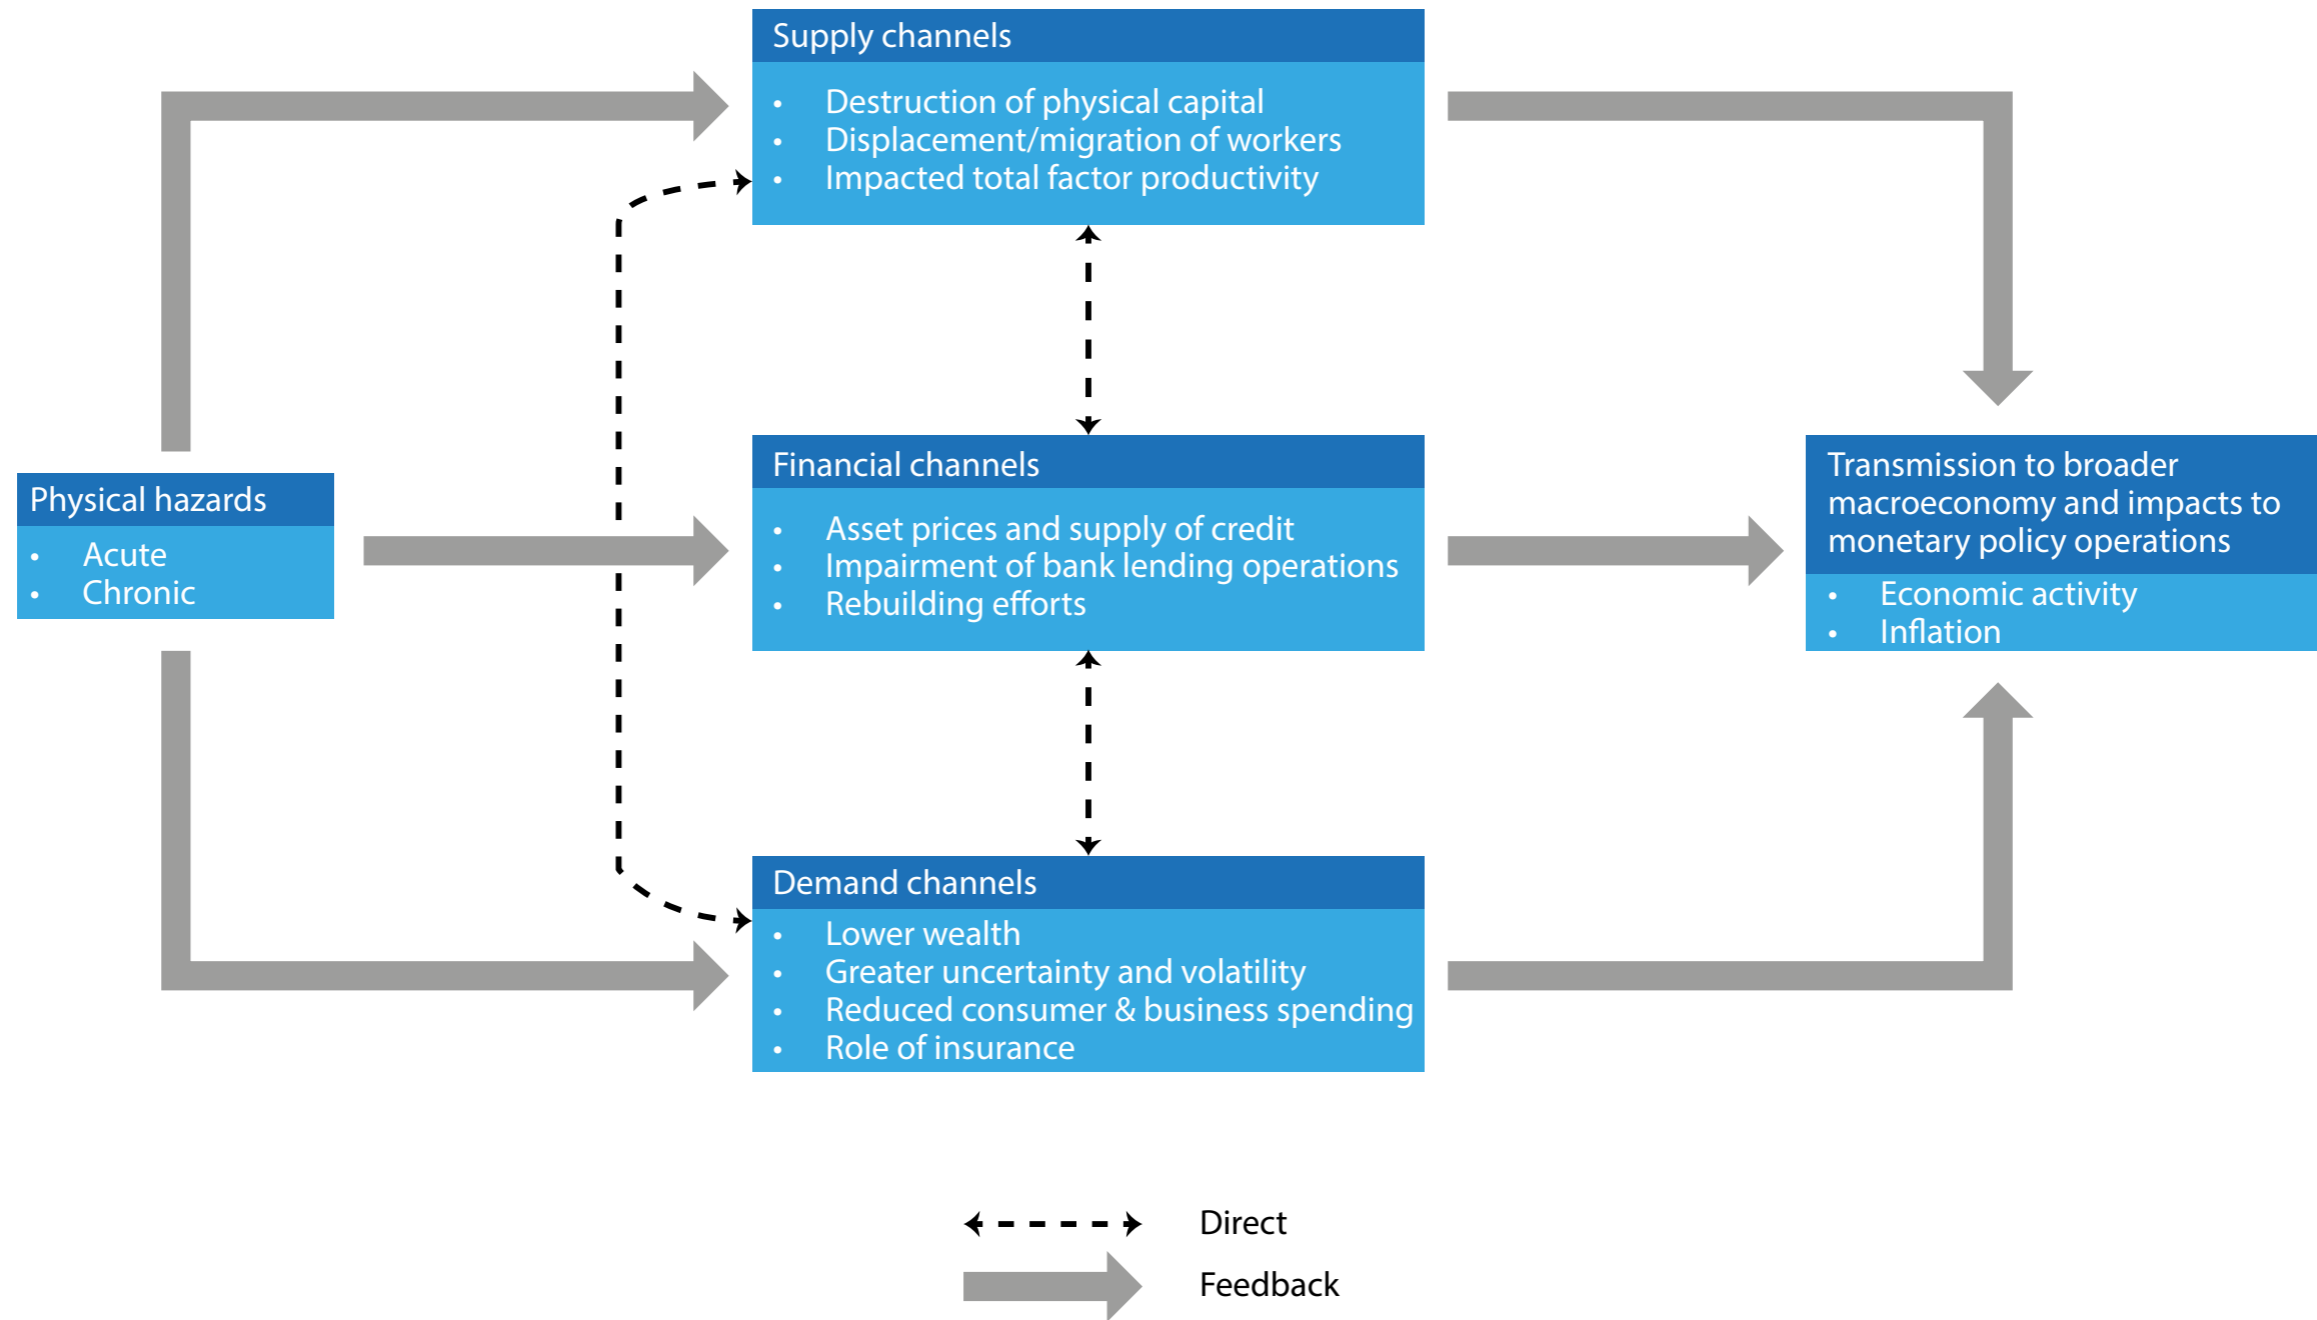 Supply channels
• Destruction of physical capital
• Displacement/migration of workers
• Impacted total factor productivity
Physical hazards
• Acute
• Chronic
Financial channels
• Asset prices and supply of credit
• Impairment of bank lending operations
• Rebuilding efforts
Transmission to broader
macroeconomy and impacts to
monetary policy operations
• Economic activity
• Inflation
Demand channels
• Lower wealth
• Greater uncertainty and volatility
• Reduced consumer & business spending
• Role of insurance
Direct
Feedback